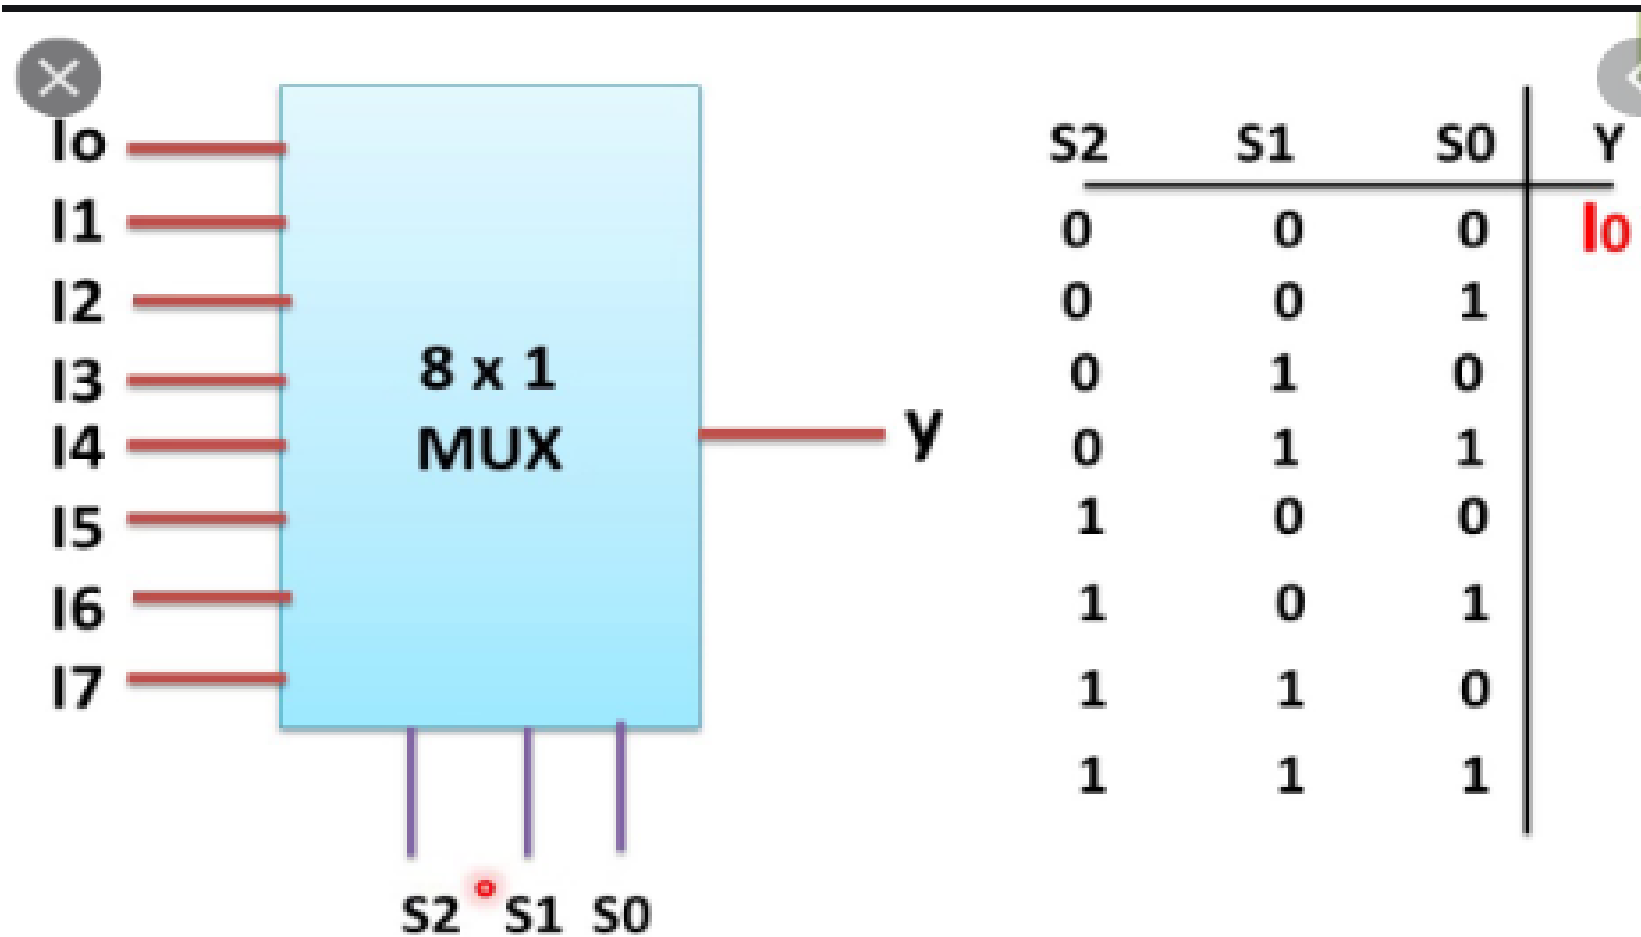 Io
I1
I2
I3
I4
I5
I6
I7
8 x 1
MUX
y
S2 S1 S0
S2 S1 S0 Y
0 0 0 I0
0 0 1
0 1 0
0 1 1
1 0 0
1 0 1
1 1 0
1 1 1